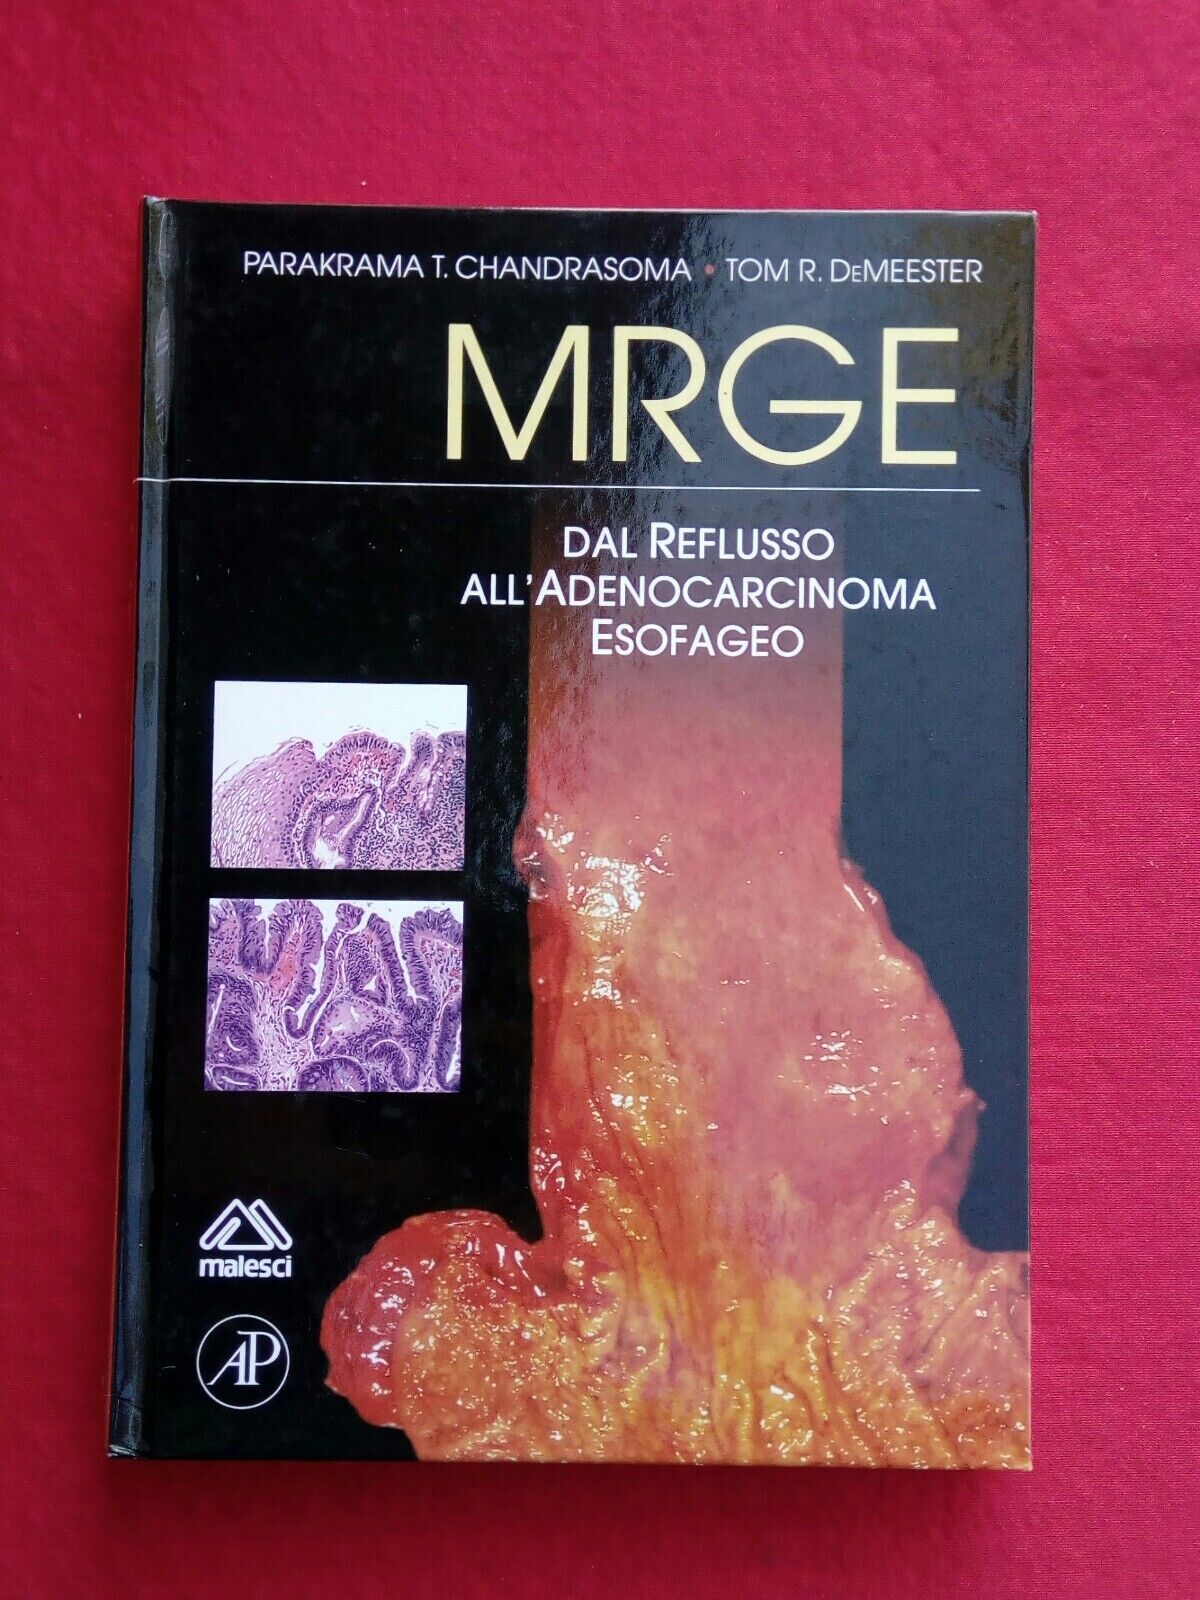 PARAKRAMA T. CHANDRASOMA • TOM R. DEMEESTER
MRGE
DAL REFLUSSO
ALL'ADENOCARCINOMA
ESOFAGEO
malesci
AP